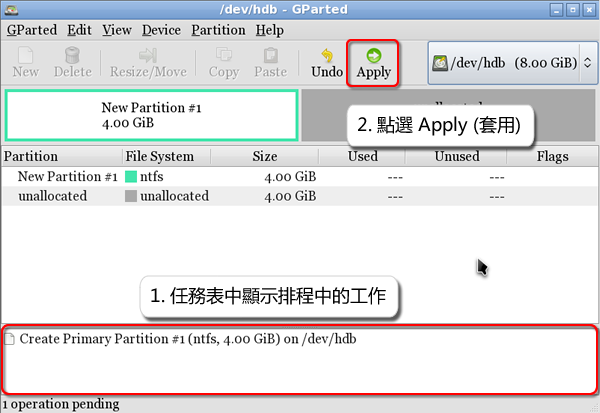 /dev/hdb - GParted
GParted Edit View Device Partition Help
New Delete Resize/Move Copy Paste Undo Apply /dev/hdb (8.00 GiB)
New Partition #1
4.00 GiB
2. 點選 Apply (套用)
Partition File System Size Used Unused Flags
New Partition #1 ntfs 4.00 GiB --- ---
unallocated unallocated 4.00 GiB --- ---
1. 任務表中顯示排程中的工作
Create Primary Partition #1 (ntfs, 4.00 GiB) on /dev/hdb
1 operation pending